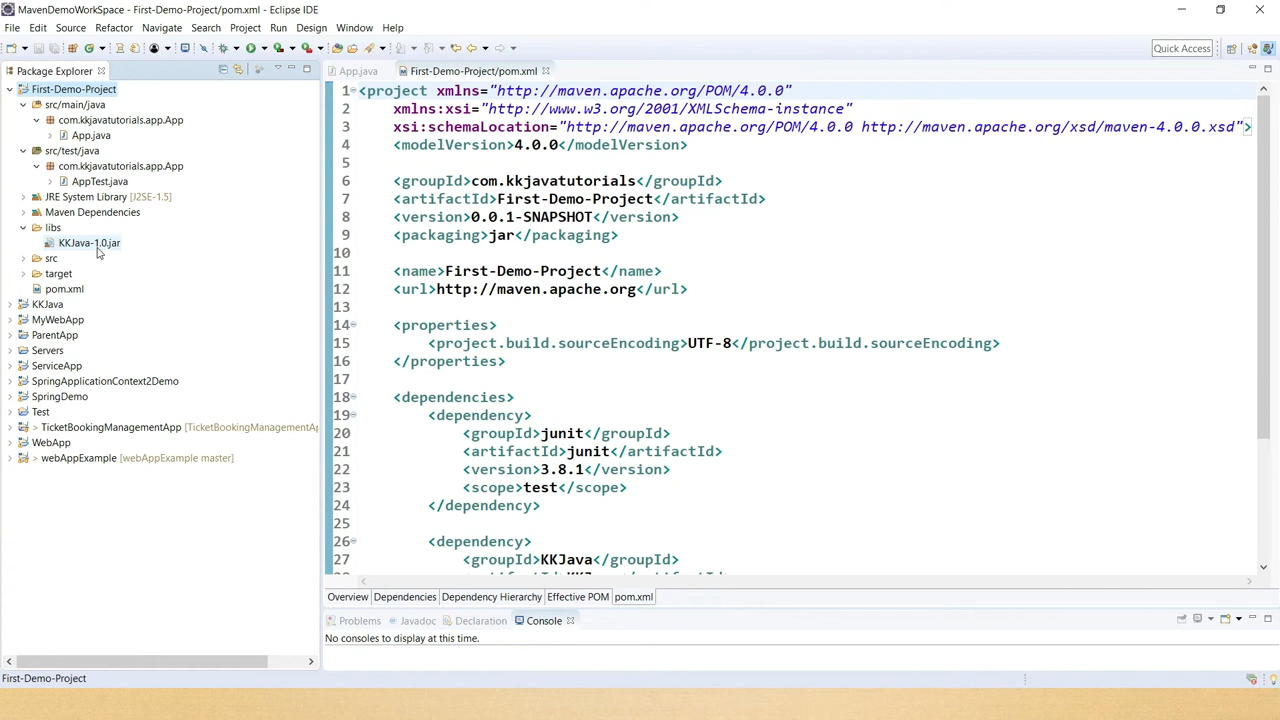 MavenDemoWorkSpace - First-Demo-Project/pom.xml - Eclipse IDE
File Edit Source Refactor Navigate Search Project Run Design Window Help
Quick Access
Package Explorer
First-Demo-Project
src/main/java
com.kkjavatutorials.app.App
App.java
src/test/java
com.kkjavatutorials.app.App
AppTest.java
JRE System Library [J2SE-1.5]
Maven Dependencies
libs
KKJava-1.0.jar
src
target
pom.xml
KKJava
MyWebApp
ParentApp
Servers
ServiceApp
SpringApplicationContext2Demo
SpringDemo
Test
> TicketBookingManagementApp [TicketBookingManagementAp
WebApp
> webAppExample [webAppExample master]
App.java First-Demo-Project/pom.xml
1 <project xmlns="http://maven.apache.org/POM/4.0.0"
2 xmlns:xsi="http://www.w3.org/2001/XMLSchema-instance"
3 xsi:schemaLocation="http://maven.apache.org/POM/4.0.0 http://maven.apache.org/xsd/maven-4.0.0.xsd">
4 <modelVersion>4.0.0</modelVersion>
5
6 <groupId>com.kkjavatutorials</groupId>
7 <artifactId>First-Demo-Project</artifactId>
8 <version>0.0.1-SNAPSHOT</version>
9 <packaging>jar</packaging>
10
11 <name>First-Demo-Project</name>
12 <url>http://maven.apache.org</url>
13
14 <properties>
15 <project.build.sourceEncoding>UTF-8</project.build.sourceEncoding>
16 </properties>
17
18 <dependencies>
19 <dependency>
20 <groupId>junit</groupId>
21 <artifactId>junit</artifactId>
22 <version>3.8.1</version>
23 <scope>test</scope>
24 </dependency>
25
26 <dependency>
27 <groupId>KKJava</groupId>
Overview Dependencies Dependency Hierarchy Effective POM pom.xml
Problems Javadoc Declaration Console
No consoles to display at this time.
First-Demo-Project